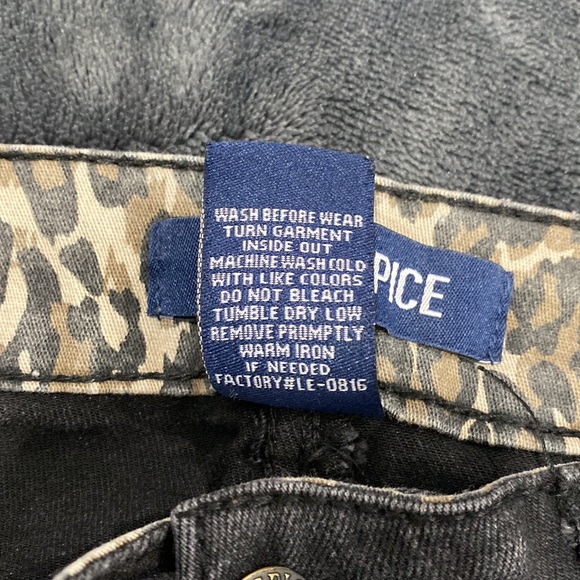 WASH BEFORE WEAR
TURN GARMENT
INSIDE OUT
MACHINE WASH COLD
WITH LIKE COLORS
DO NOT BLEACH
TUMBLE DRY LOW
REMOVE PROMPTLY
WARM IRON
IF NEEDED
FACTORY#LE-0816
PICE